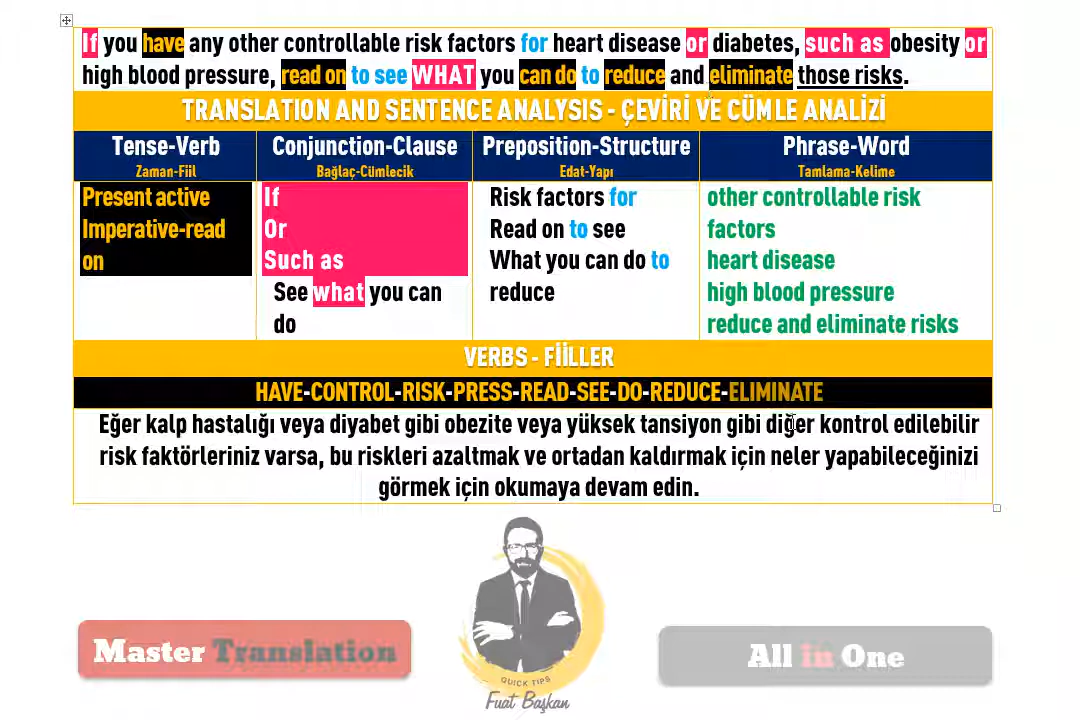 If you have any other controllable risk factors for heart disease or diabetes, such as obesity or
high blood pressure, read on to see WHAT you can do to reduce and eliminate those risks.
TRANSLATION AND SENTENCE ANALYSIS - ÇEVİRİ VE CÜMLE ANALİZİ
Tense-Verb
Zaman-Fiil
Conjunction-Clause
Bağlaç-Cümlecik
Preposition-Structure
Edat-Yapı
Phrase-Word
Tamlama-Kelime
Present active
Imperative-read
on
If
Or
Such as
See what you can
do
Risk factors for
Read on to see
What you can do to
reduce
other controllable risk
factors
heart disease
high blood pressure
reduce and eliminate risks
VERBS - FİİLLER
HAVE-CONTROL-RISK-PRESS-READ-SEE-DO-REDUCE-ELIMINATE
Eğer kalp hastalığı veya diyabet gibi obezite veya yüksek tansiyon gibi diğer kontrol edilebilir
risk faktörleriniz varsa, bu riskleri azaltmak ve ortadan kaldırmak için neler yapabileceğinizi
görmek için okumaya devam edin.
Master Translation
QUICK TIPS
Fuat Başkan
All in One